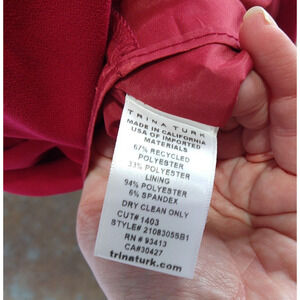 TRINA TURK
MADE IN CALIFORNIA
USA OF IMPORTED
MATERIALS
67% RECYCLED
POLYESTER
33% POLYESTER
LINING
94% POLYESTER
6% SPANDEX
DRY CLEAN ONLY
CUT# 1403
STYLE# 2108305SB1
RN # 93413
CA#30427
trinaturk.com